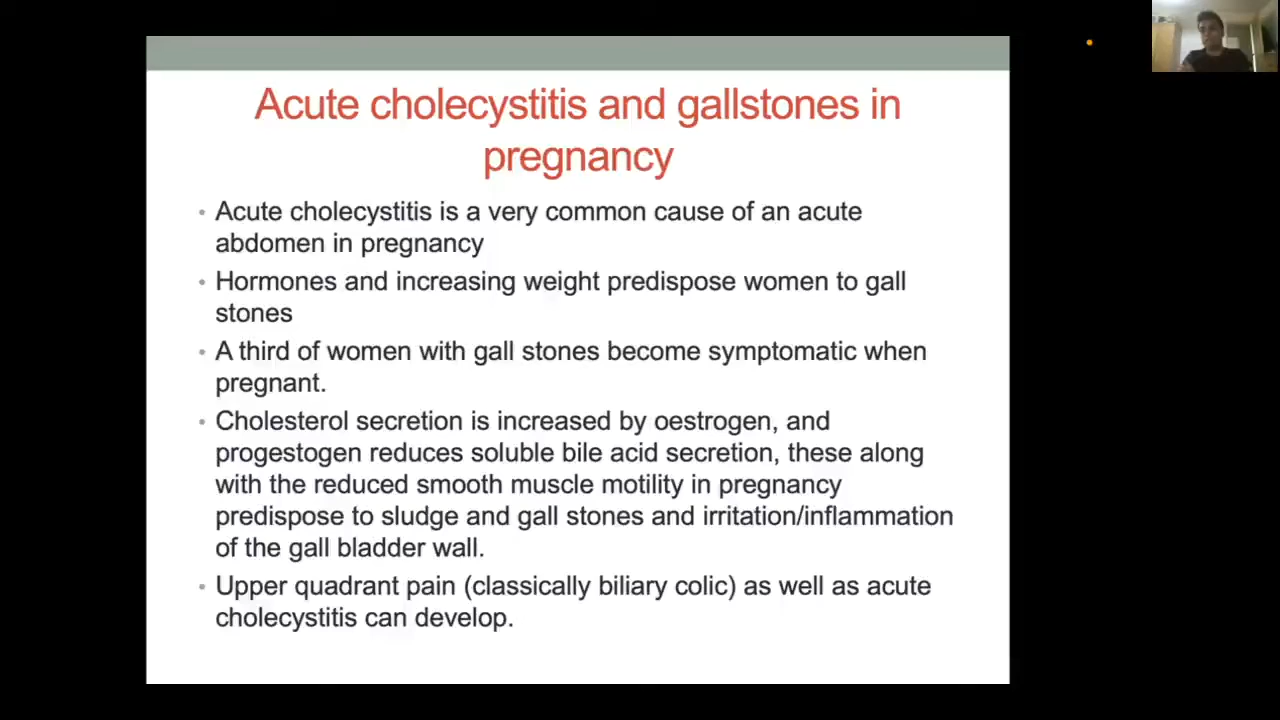 Acute cholecystitis and gallstones in
pregnancy
• Acute cholecystitis is a very common cause of an acute
abdomen in pregnancy
• Hormones and increasing weight predispose women to gall
stones
• A third of women with gall stones become symptomatic when
pregnant.
• Cholesterol secretion is increased by oestrogen, and
progestogen reduces soluble bile acid secretion, these along
with the reduced smooth muscle motility in pregnancy
predispose to sludge and gall stones and irritation/inflammation
of the gall bladder wall.
• Upper quadrant pain (classically biliary colic) as well as acute
cholecystitis can develop.